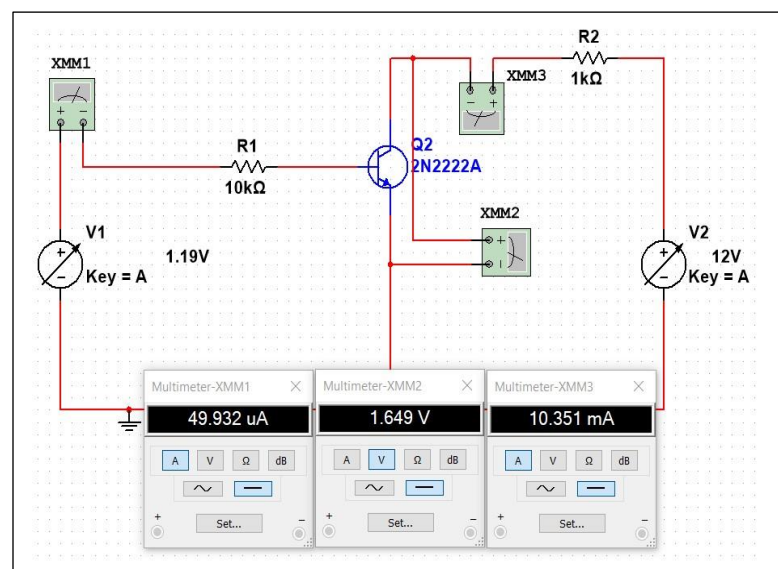 XMM1
R2
1kΩ
XMM3
+ -
- +
R1
10kΩ
Q2
2N2222A
XMM2
+
-
V1
+
-
Key = A
1.19V
V2
+
-
12V
Key = A
Multimeter-XMM1 ×
49.932 uA
A V Ω dB
Set...
+ -
Multimeter-XMM2 ×
1.649 V
A V Ω dB
Set...
+ -
Multimeter-XMM3 ×
10.351 mA
A V Ω dB
Set...
+ -